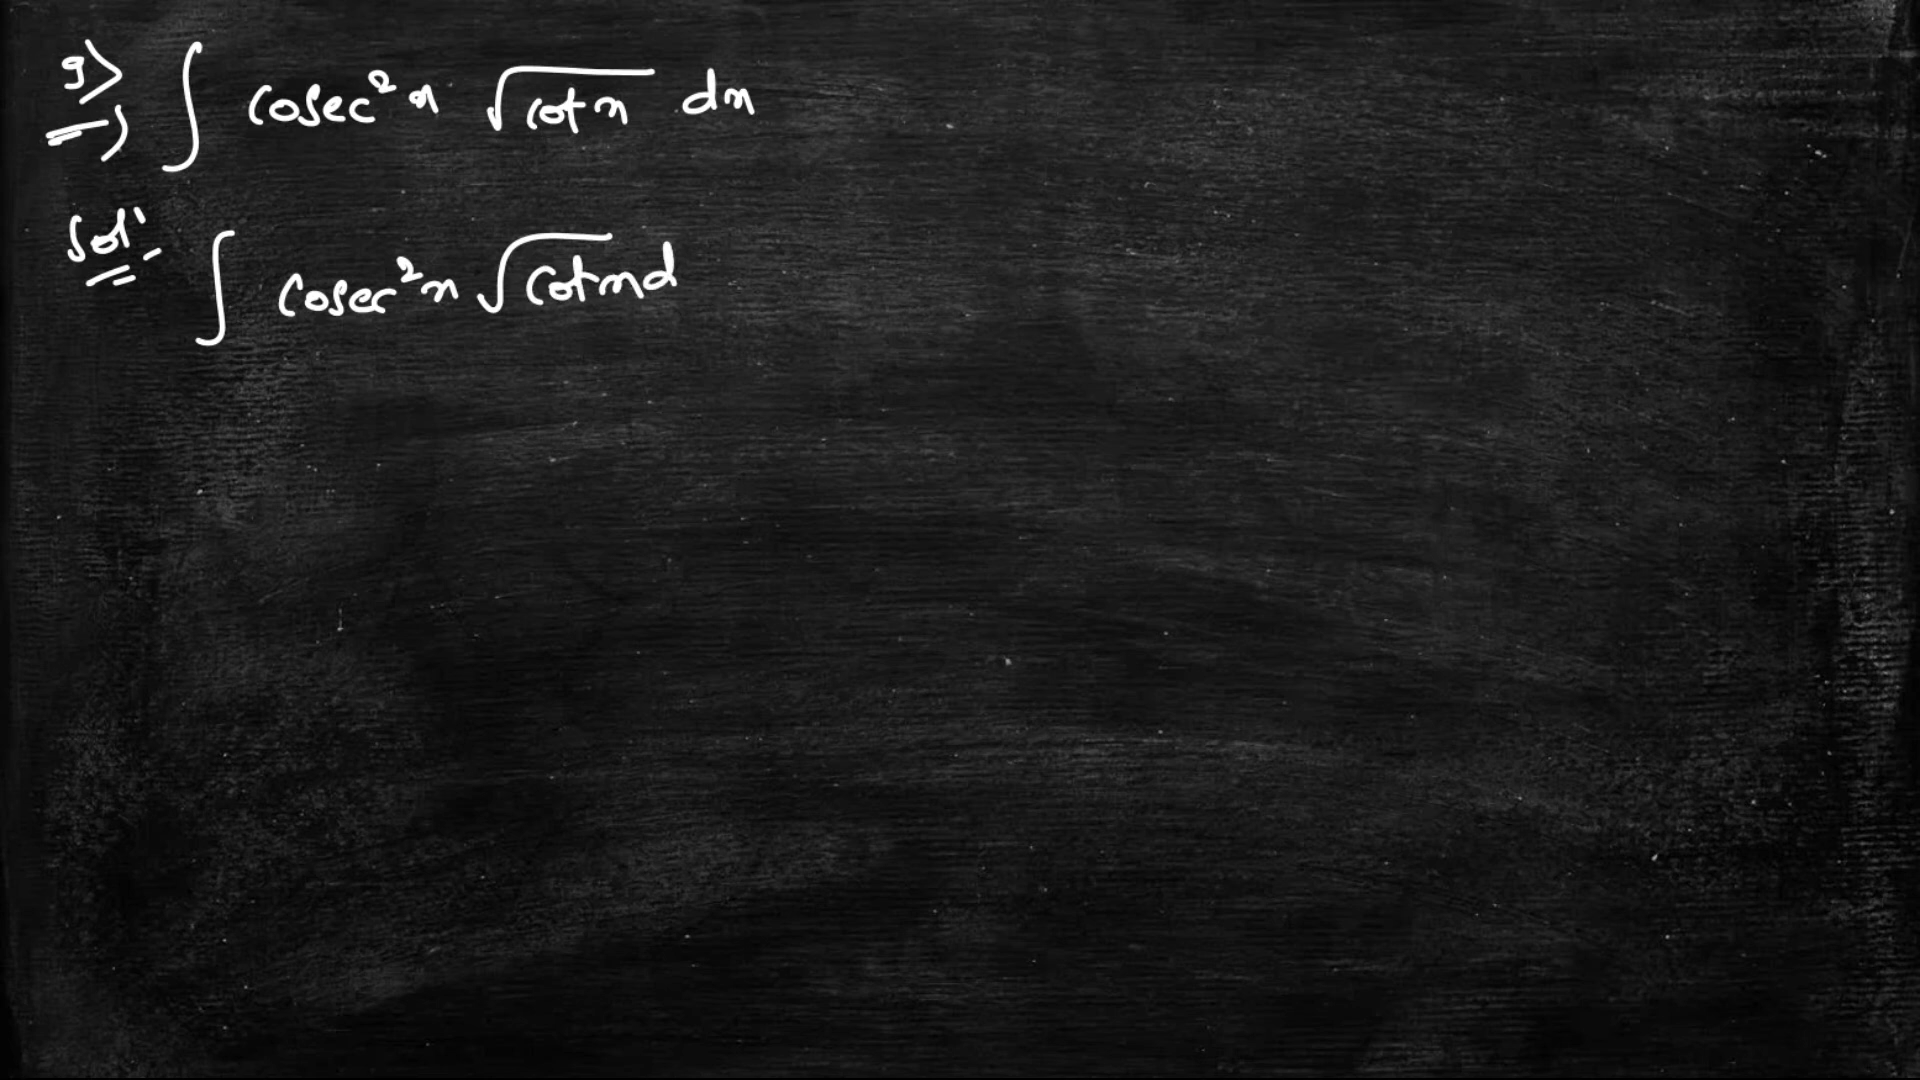 9>) ∫ cosec²x √cotx dx
Sol':- ∫ cosec²x √cotxd